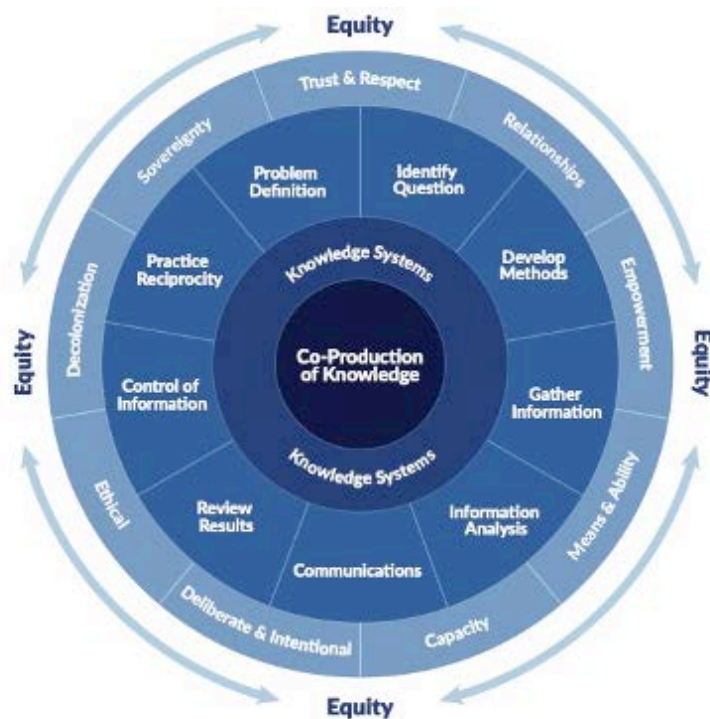 Equity
Trust & Respect
Relationships
Empowerment
Means & Ability
Capacity
Deliberate & Intentional
Ethical
Decolonization
Sovereignty
Equity
Equity
Equity
Problem
Definition
Identify
Question
Develop
Methods
Gather
Information
Information
Analysis
Communications
Review
Results
Control of
Information
Practice
Reciprocity
Knowledge Systems
Co-Production
of Knowledge
Knowledge Systems